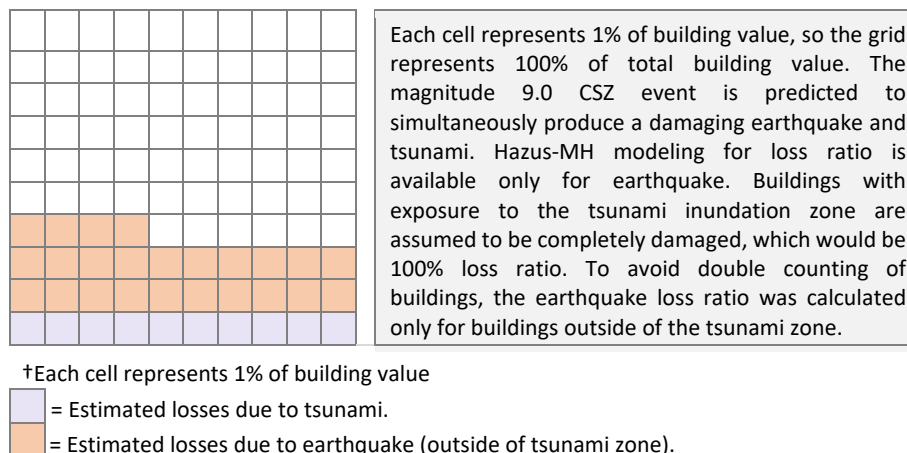 Each cell represents 1% of building value, so the grid
represents 100% of total building value. The
magnitude 9.0 CSZ event is predicted to
simultaneously produce a damaging earthquake and
tsunami. Hazus-MH modeling for loss ratio is
available only for earthquake. Buildings with
exposure to the tsunami inundation zone are
assumed to be completely damaged, which would be
100% loss ratio. To avoid double counting of
buildings, the earthquake loss ratio was calculated
only for buildings outside of the tsunami zone.
†Each cell represents 1% of building value
= Estimated losses due to tsunami.
= Estimated losses due to earthquake (outside of tsunami zone).